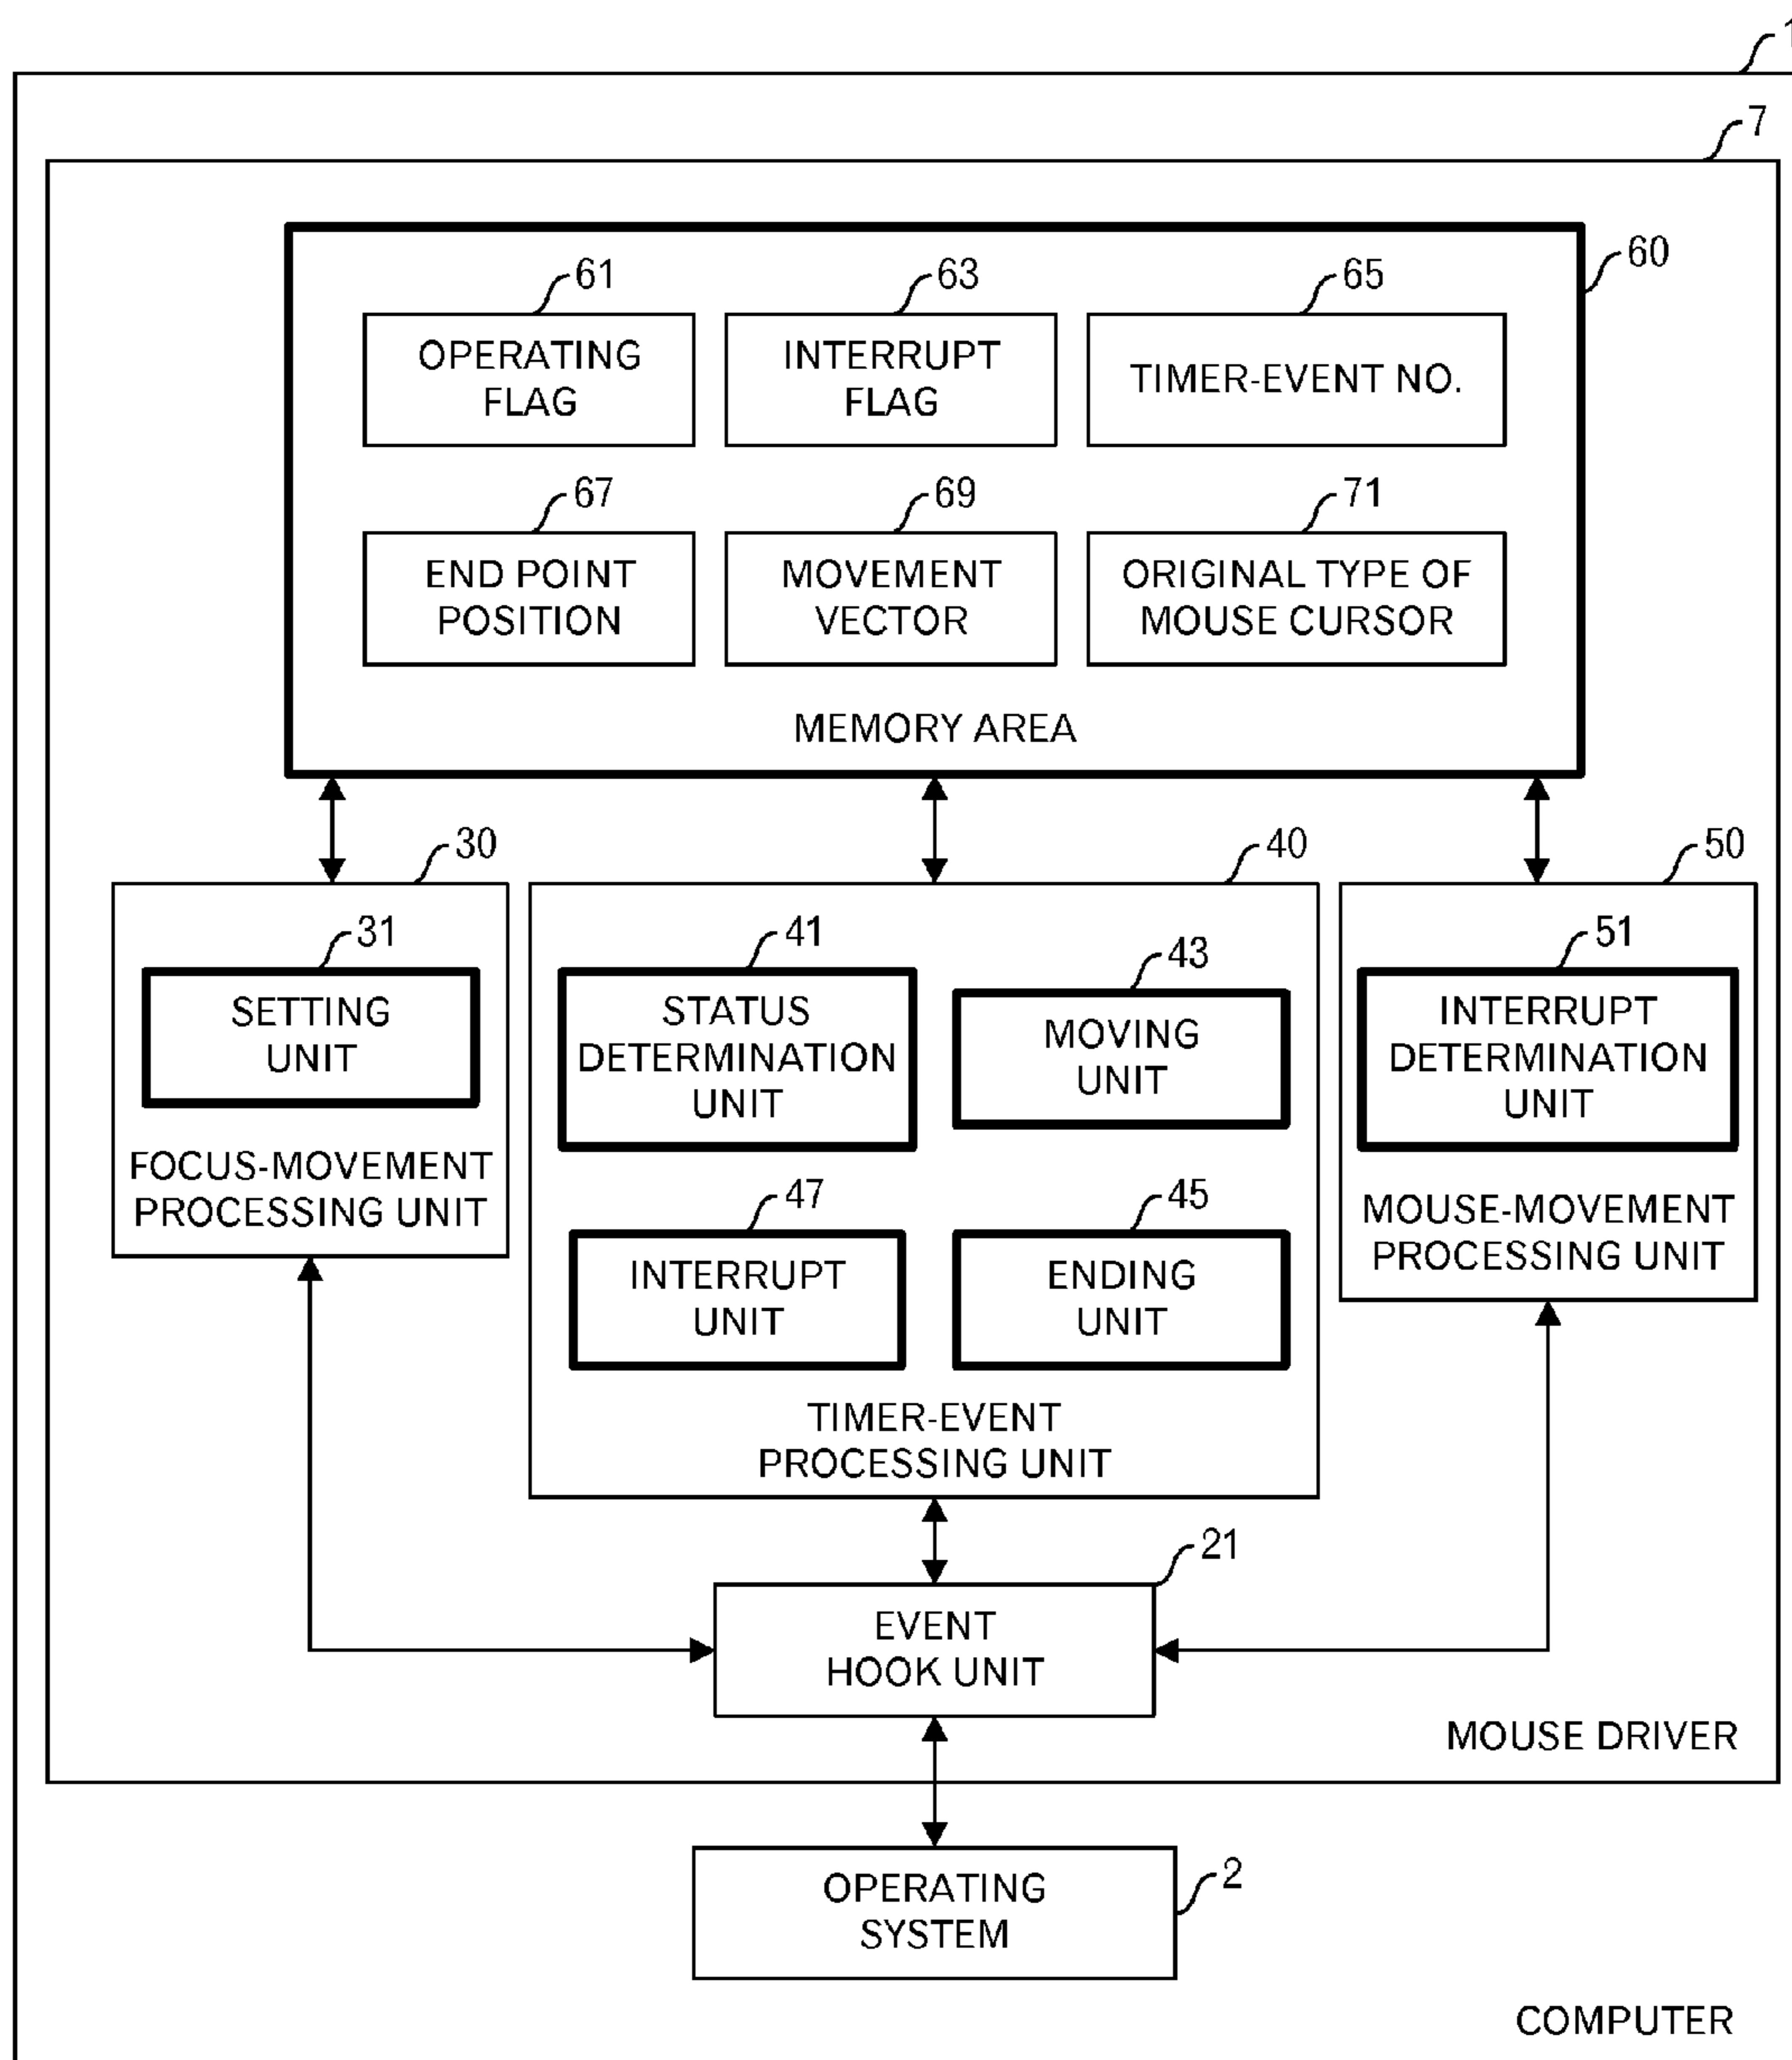 1
7
60
61
63
65
OPERATING
FLAG
INTERRUPT
FLAG
TIMER-EVENT NO.
67
69
71
END POINT
POSITION
MOVEMENT
VECTOR
ORIGINAL TYPE OF
MOUSE CURSOR
MEMORY AREA
30
40
50
31
SETTING
UNIT
FOCUS-MOVEMENT
PROCESSING UNIT
41
STATUS
DETERMINATION
UNIT
43
MOVING
UNIT
47
INTERRUPT
UNIT
45
ENDING
UNIT
TIMER-EVENT
PROCESSING UNIT
51
INTERRUPT
DETERMINATION
UNIT
MOUSE-MOVEMENT
PROCESSING UNIT
21
EVENT
HOOK UNIT
MOUSE DRIVER
2
OPERATING
SYSTEM
COMPUTER